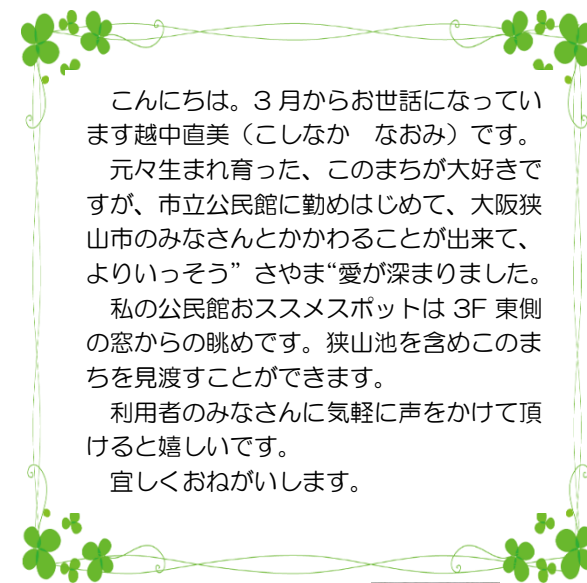 こんにちは。3 月からお世話になってい
ます越中直美（こしなか　なおみ）です。
　元々生まれ育った、このまちが大好きで
すが、市立公民館に勤めはじめて、大阪狭
山市のみなさんとかかわることが出来て、
よりいっそう”さやま“愛が深まりました。
　私の公民館おススメスポットは 3F 東側
の窓からの眺めです。狭山池を含めこのま
ちを見渡すことができます。
　利用者のみなさんに気軽に声をかけて頂
けると嬉しいです。
　宜しくおねがいします。